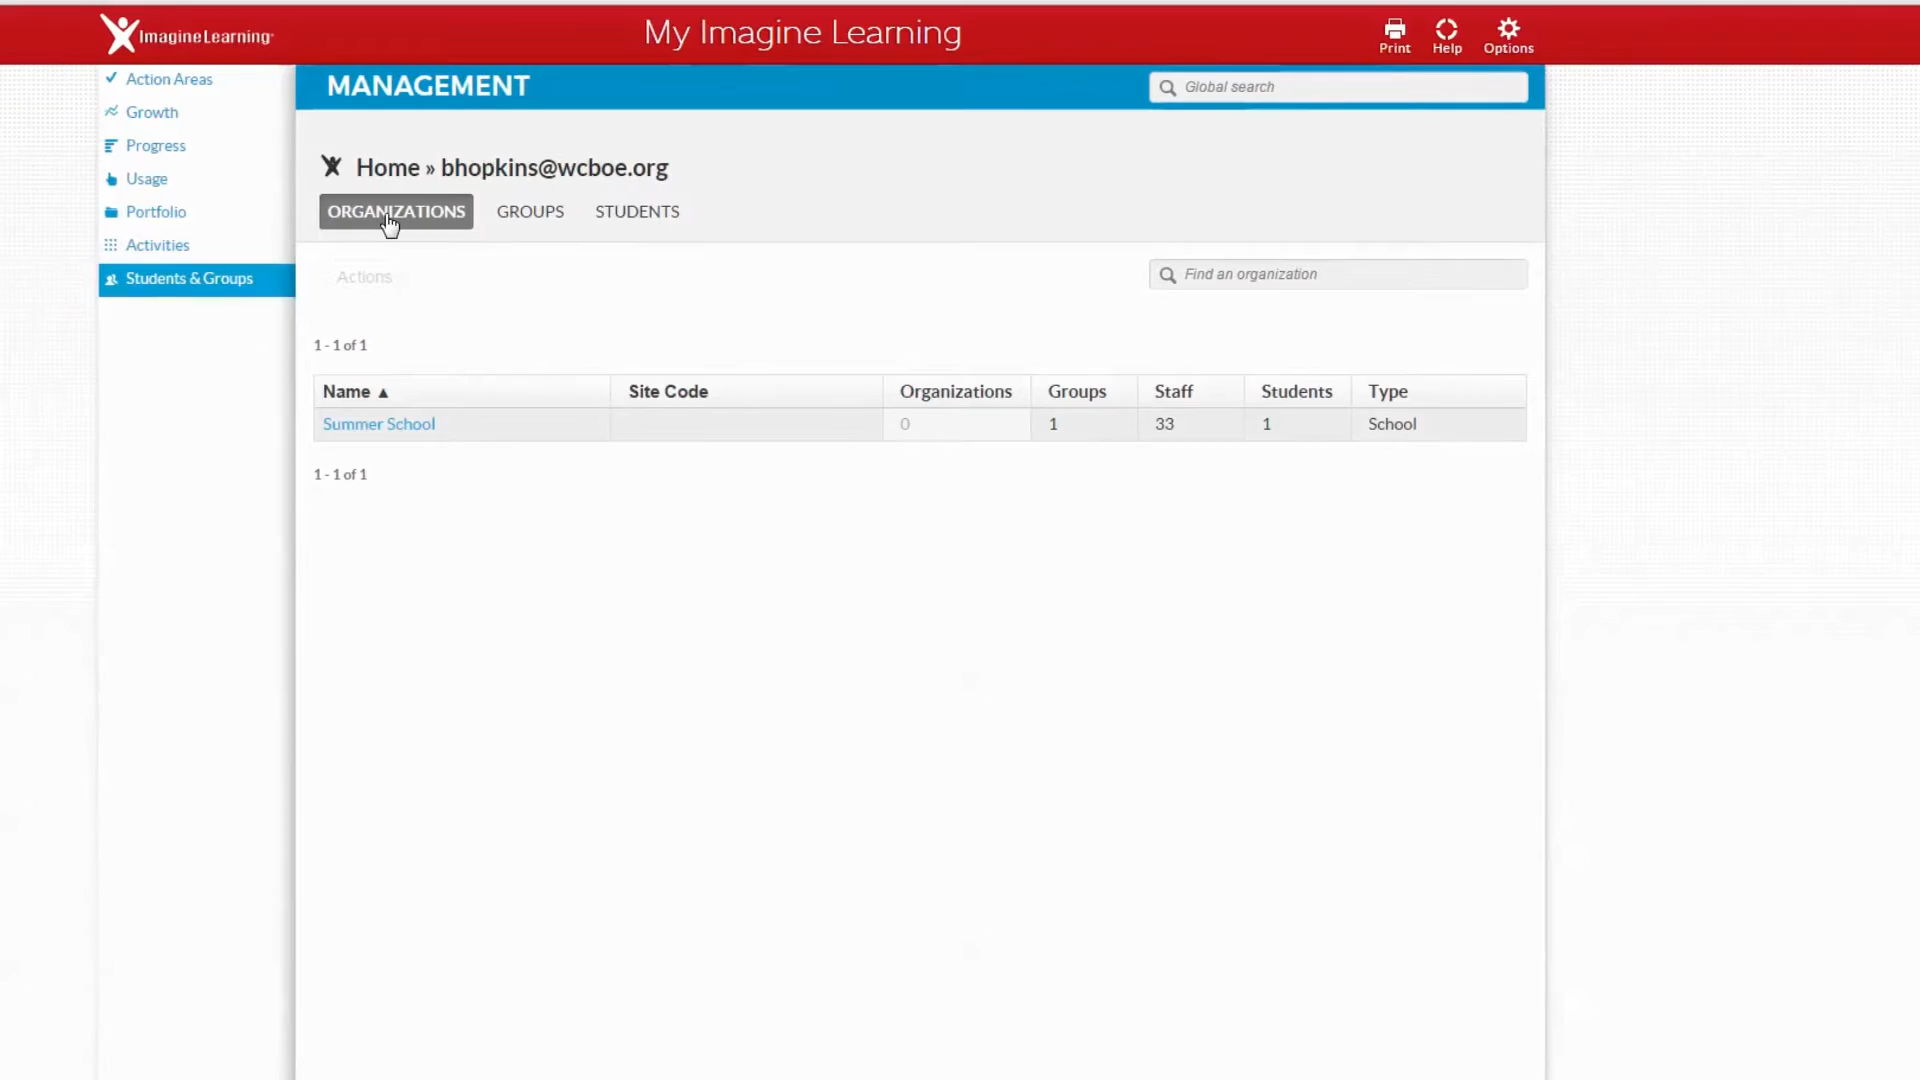 ImagineLearning
My Imagine Learning
Print
Help
Options
Action Areas
Growth
Progress
Usage
Portfolio
Activities
Students & Groups
MANAGEMENT
Global search
Home » bhopkins@wcboe.org
ORGANIZATIONS GROUPS STUDENTS
Actions
Find an organization
1 - 1 of 1
Name ▲ Site Code Organizations Groups Staff Students Type
Summer School 0 1 33 1 School
1 - 1 of 1